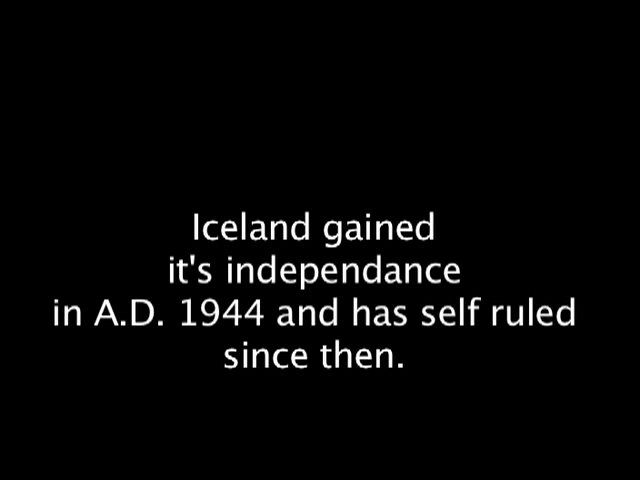 Iceland gained
it's independance
in A.D. 1944 and has self ruled
since then.